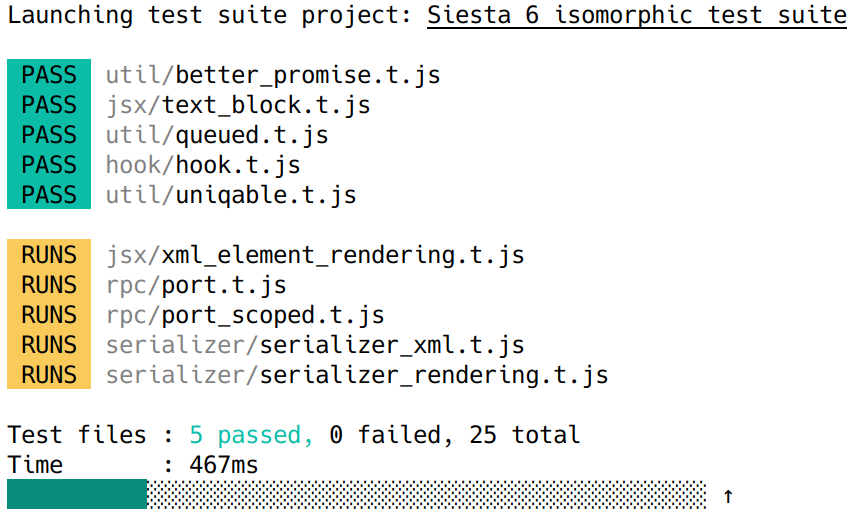 Launching test suite project: Siesta 6 isomorphic test suite
PASS util/better_promise.t.js
PASS jsx/text_block.t.js
PASS util/queued.t.js
PASS hook/hook.t.js
PASS util/uniqable.t.js
RUNS jsx/xml_element_rendering.t.js
RUNS rpc/port.t.js
RUNS rpc/port_scoped.t.js
RUNS serializer/serializer_xml.t.js
RUNS serializer/serializer_rendering.t.js
Test files : 5 passed, 0 failed, 25 total
Time : 467ms
↑